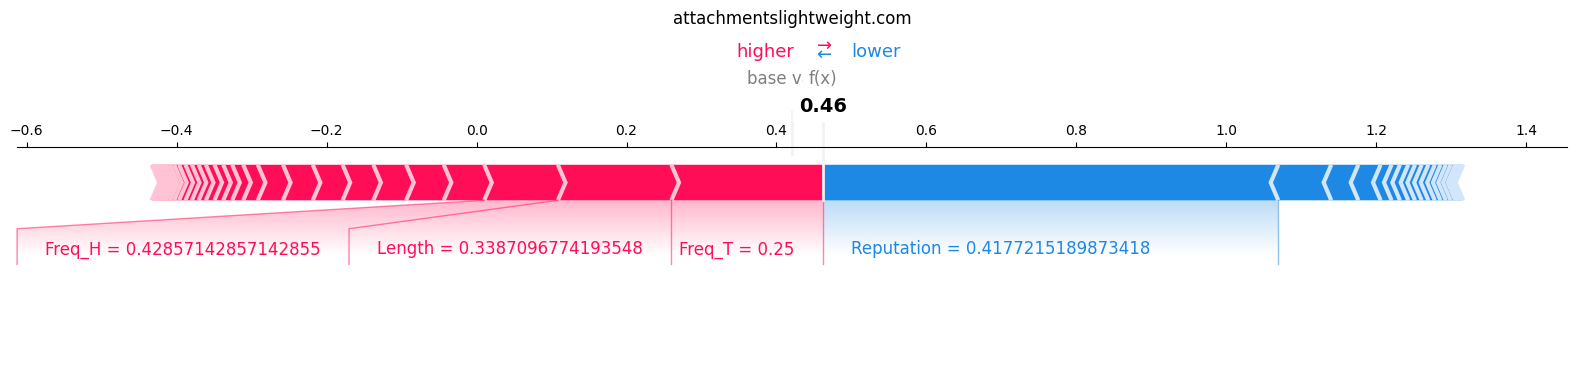 attachmentslightweight.com
higher ⇄ lower
base v f(x)
0.46
−0.6 −0.4 −0.2 0.0 0.2 0.4 0.6 0.8 1.0 1.2 1.4
Freq_H = 0.42857142857142855 Length = 0.3387096774193548 Freq_T = 0.25 Reputation = 0.4177215189873418